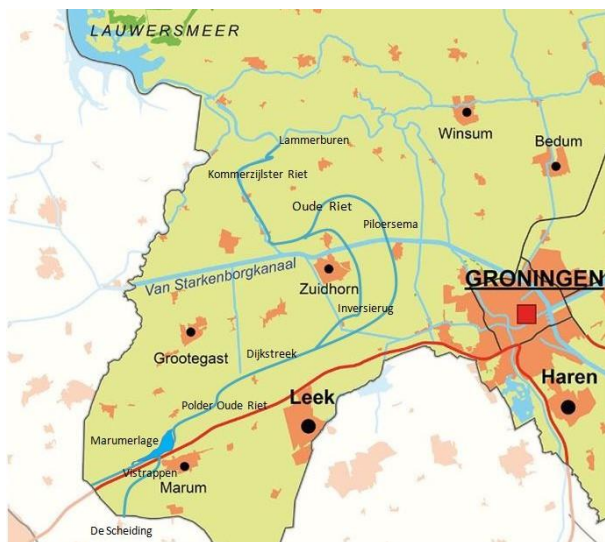 LAUWERSMEER
Winsum
Lammerburen
Bedum
Kommerzijlster Riet
Oude Riet
Piloersema
Van Starkenborgkanaal
GRONINGEN
Zuidhorn
Inversierug
Grootegast
Dijkstreek
Haren
Leek
Polder Oude Riet
Marumerlage
Vistrappen
Marum
De Scheiding